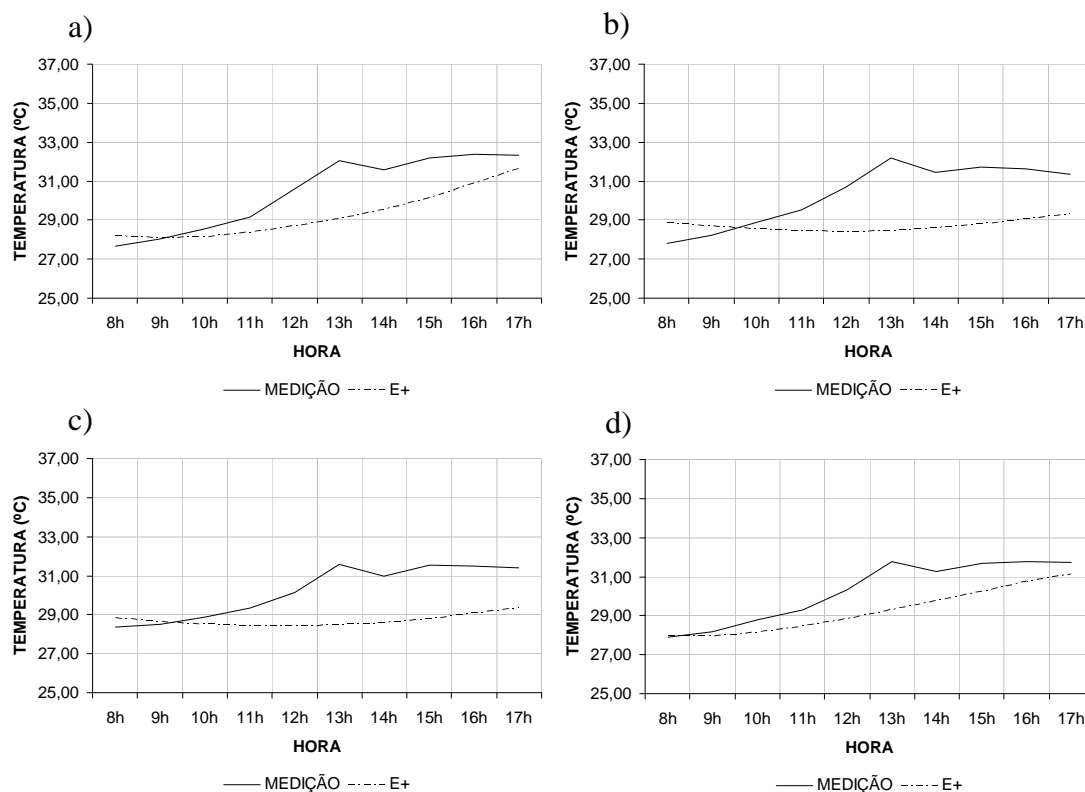 a)
37,00
35,00
33,00
31,00
29,00
27,00
25,00
TEMPERATURA (ºC)
8h 9h 10h 11h 12h 13h 14h 15h 16h 17h
HORA
MEDIÇÃO E+
b)
37,00
35,00
33,00
31,00
29,00
27,00
25,00
TEMPERATURA (ºC)
8h 9h 10h 11h 12h 13h 14h 15h 16h 17h
HORA
MEDIÇÃO E+
c)
37,00
35,00
33,00
31,00
29,00
27,00
25,00
TEMPERATURA (ºC)
8h 9h 10h 11h 12h 13h 14h 15h 16h 17h
HORA
MEDIÇÃO E+
d)
37,00
35,00
33,00
31,00
29,00
27,00
25,00
TEMPERATURA (ºC)
8h 9h 10h 11h 12h 13h 14h 15h 16h 17h
HORA
MEDIÇÃO E+